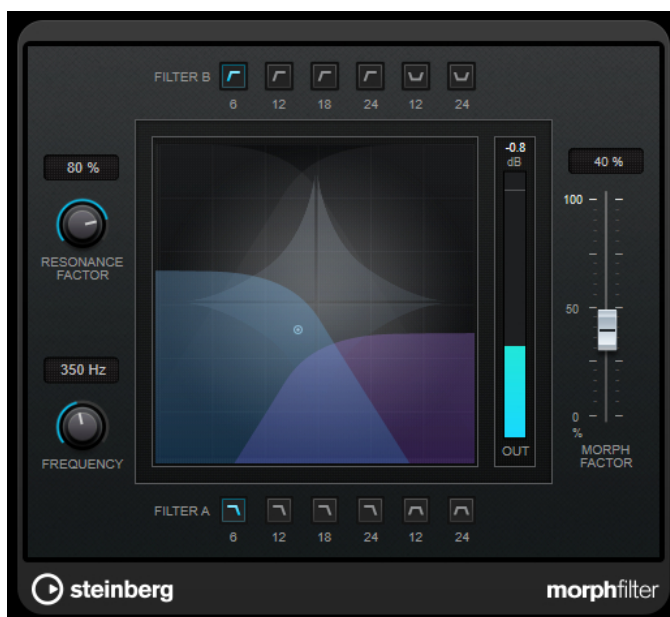 FILTER B
6 12 18 24 12 24
80 %
RESONANCE
FACTOR
350 Hz
FREQUENCY
-0.8
dB
OUT
40 %
100
50
0
%
MORPH
FACTOR
FILTER A
6 12 18 24 12 24
steinberg
morphfilter